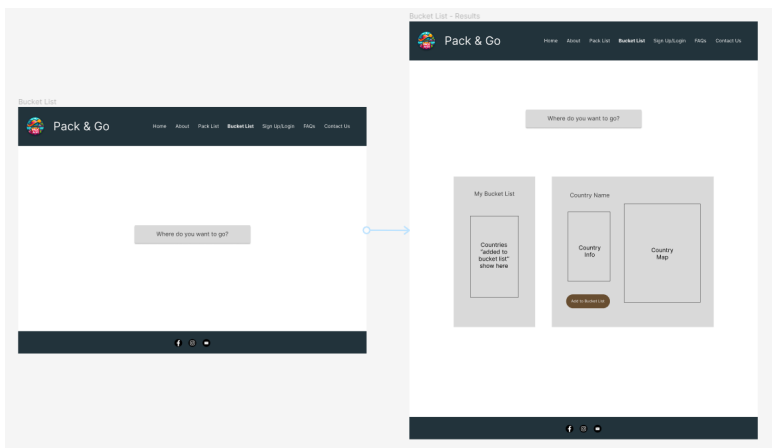 Bucket List
Pack & Go
Home About Pack List Bucket List Sign Up/Login FAQs Contact Us
Where do you want to go?
Bucket List - Results
Pack & Go
Home About Pack List Bucket List Sign Up/Login FAQs Contact Us
Where do you want to go?
My Bucket List
Countries
"added to
bucket list"
show here
Country Name
Country
Info
Country
Map
Add to Bucket List